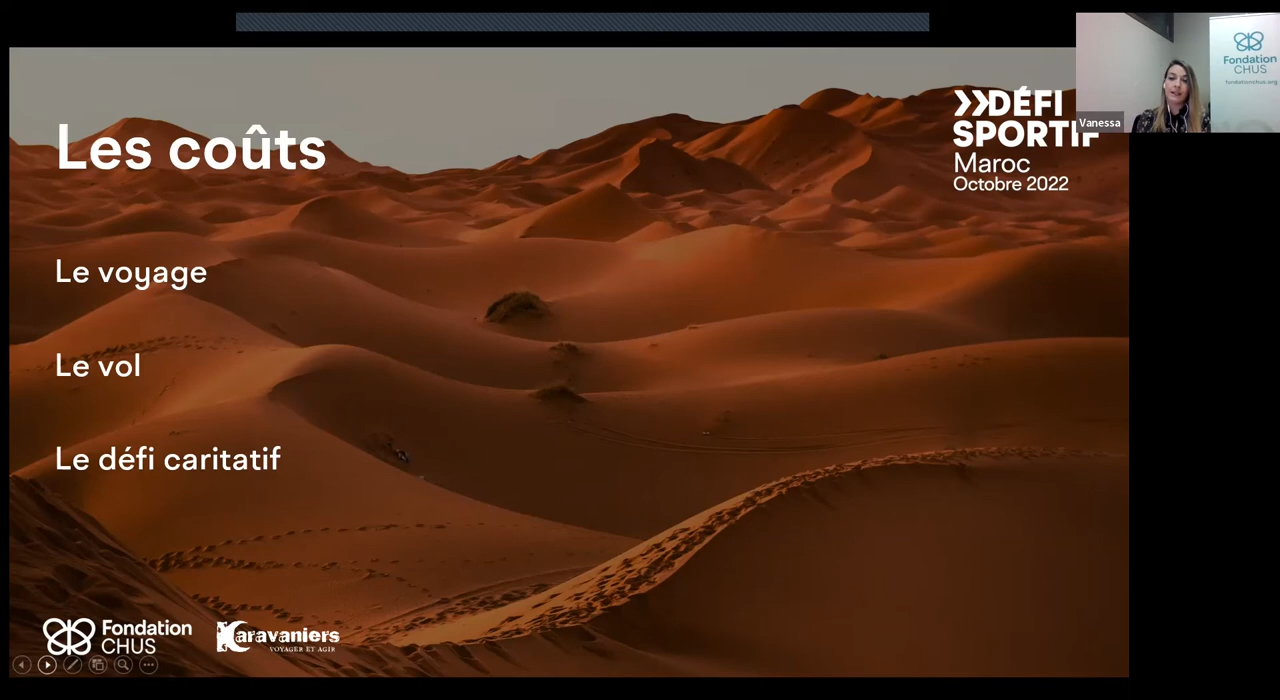 Les coûts
Le voyage
Le vol
Le défi caritatif
DÉFI
SPORTIF
Maroc
Octobre 2022
Vanessa
Fondation
CHUS
fondationchus.org
Fondation
CHUS
Karavaniers
VOYAGER ET AGIR